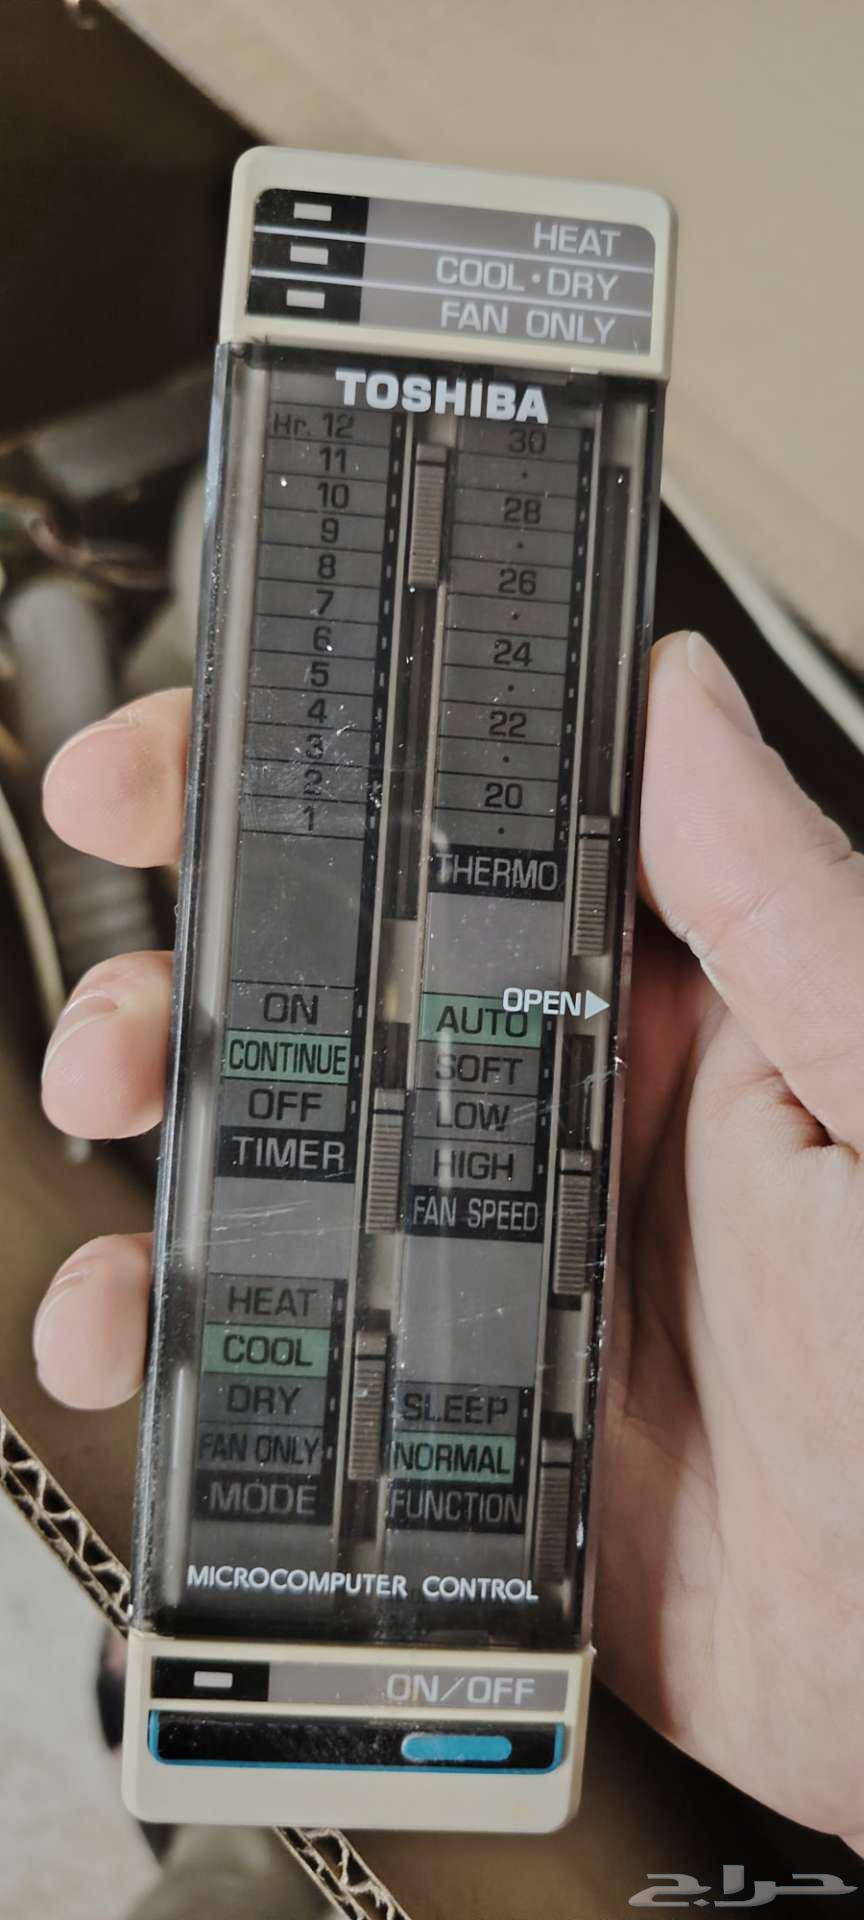 HEAT
COOL・DRY
FAN ONLY
TOSHIBA
Hr. 12
11
10
9
8
7
6
5
4
3
2
1
30
28
26
24
22
20
THERMO
OPEN
ON
CONTINUE
OFF
TIMER
AUTO
SOFT
LOW
HIGH
FAN SPEED
HEAT
COOL
DRY
FAN ONLY
MODE
SLEEP
NORMAL
FUNCTION
MICROCOMPUTER CONTROL
ON/OFF
حراج